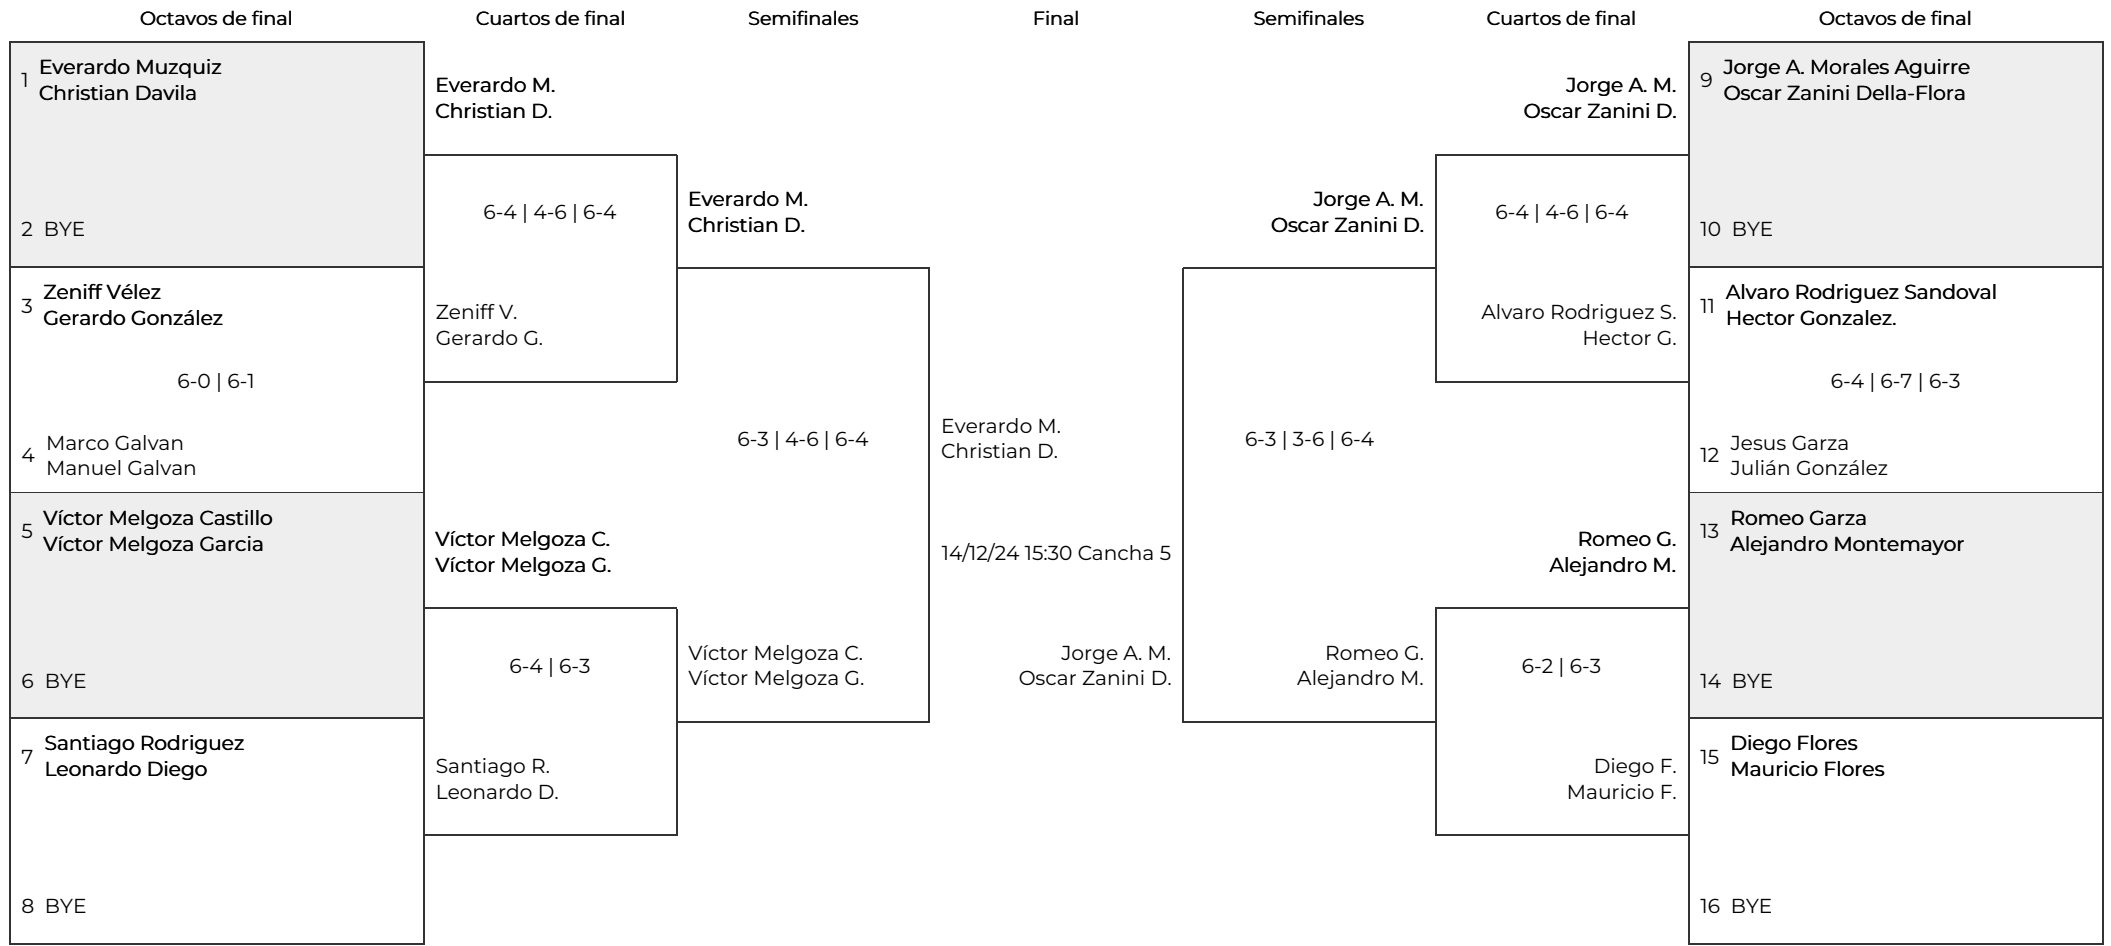 Octavos de final
Cuartos de final
Semifinales
Final
Semifinales
Cuartos de final
Octavos de final
1 Everardo Muzquiz
Christian Davila
2 BYE
3 Zeniff Vélez
Gerardo González
6-0 | 6-1
4 Marco Galvan
Manuel Galvan
5 Víctor Melgoza Castillo
Víctor Melgoza Garcia
6 BYE
7 Santiago Rodriguez
Leonardo Diego
8 BYE
Everardo M.
Christian D.
6-4 | 4-6 | 6-4
Zeniff V.
Gerardo G.
Víctor Melgoza C.
Víctor Melgoza G.
6-4 | 6-3
Santiago R.
Leonardo D.
Everardo M.
Christian D.
6-3 | 4-6 | 6-4
Víctor Melgoza C.
Víctor Melgoza G.
Everardo M.
Christian D.
14/12/24 15:30 Cancha 5
Jorge A. M.
Oscar Zanini D.
Jorge A. M.
Oscar Zanini D.
6-3 | 3-6 | 6-4
Romeo G.
Alejandro M.
Jorge A. M.
Oscar Zanini D.
6-4 | 4-6 | 6-4
Alvaro Rodriguez S.
Hector G.
Romeo G.
Alejandro M.
6-2 | 6-3
Diego F.
Mauricio F.
9 Jorge A. Morales Aguirre
Oscar Zanini Della-Flora
10 BYE
11 Alvaro Rodriguez Sandoval
Hector Gonzalez.
6-4 | 6-7 | 6-3
12 Jesus Garza
Julián González
13 Romeo Garza
Alejandro Montemayor
14 BYE
15 Diego Flores
Mauricio Flores
16 BYE